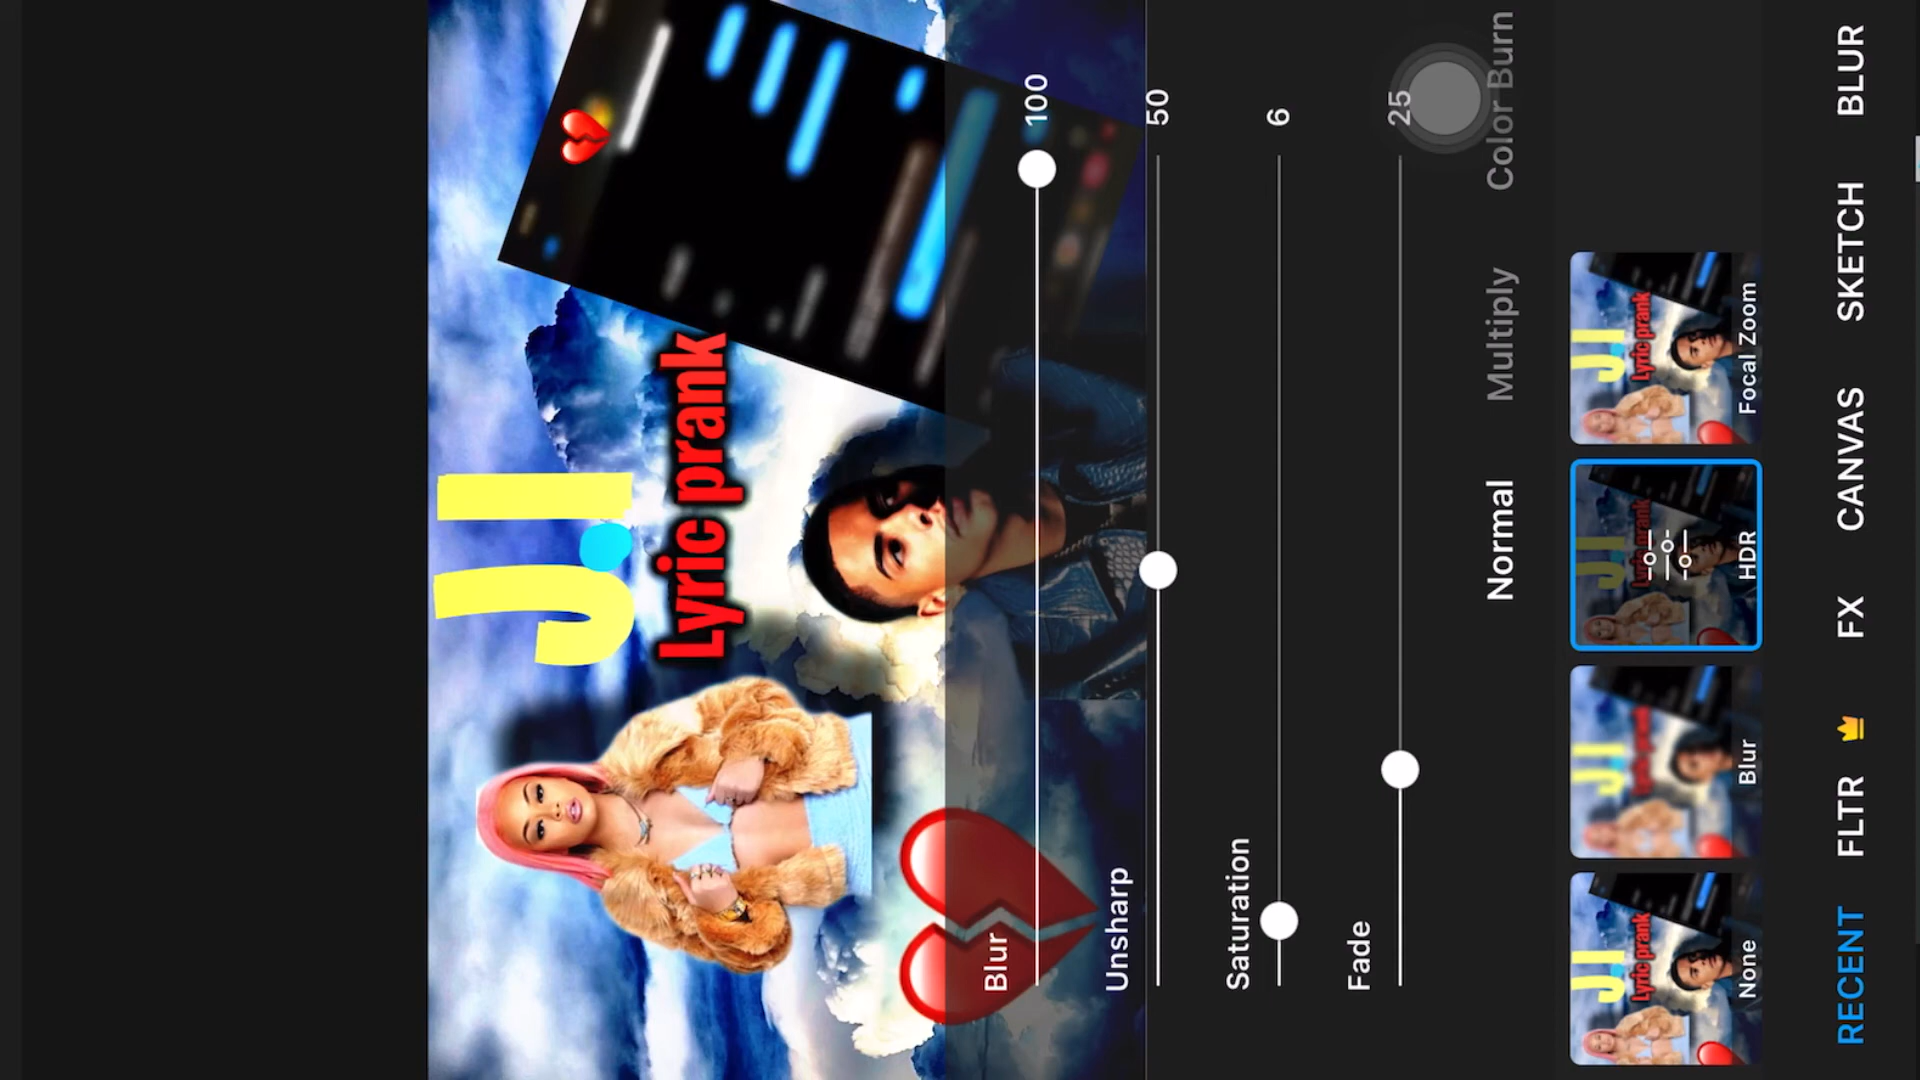 J.I
Lyric prank
Blur 100
Unsharp 50
Saturation 6
Fade 25
Normal Multiply Color Burn
None Blur HDR Focal Zoom
RECENT FLTR FX CANVAS SKETCH BLUR